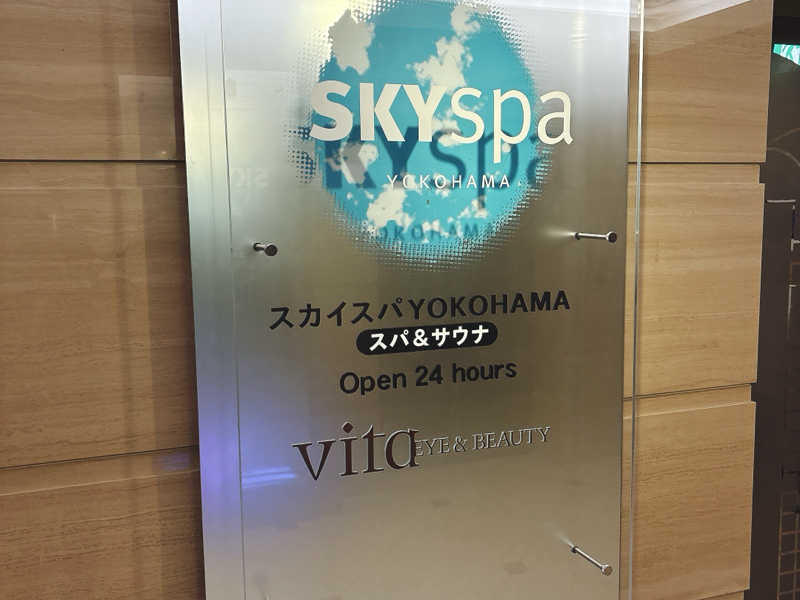 SKYspa
YOKOHAMA
スカイスパYOKOHAMA
スパ&サウナ
Open 24 hours
vita EYE & BEAUTY